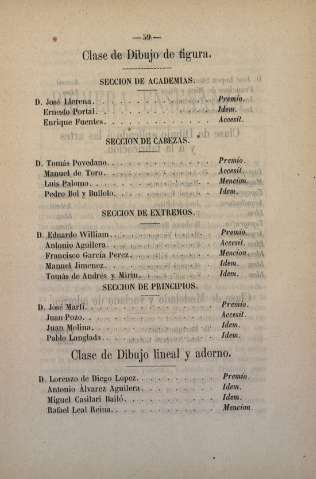 —59—
Clase de Dibujo de figura.
SECCION DE ACADEMIAS.
D. José Llerena. Premio.
Ernesto Portal. Idem.
Enrique Fuentes. Accesit.
SECCION DE CABEZAS.
D. Tomás Povedano. Premio.
Manuel de Toro. Accesit.
Luis Palomo. Mencion.
Pedro Boi y Bullolo. Idem.
SECCION DE EXTREMOS.
D. Eduardo William. Premio.
Antonio Aguilera. Accesit.
Francisco García Perez. Mencion.
Manuel Jimenez. Idem.
Tomás de Andrés y Mirin. Idem.
SECCION DE PRINCIPIOS.
D. José Martí. Premio.
Juan Pozo. Accesit.
Juan Molina. Idem.
Pablo Langlada. Idem.
Clase de Dibujo lineal y adorno.
D. Lorenzo de Diego Lopez. Premio.
Antonio Alvarez Aguilera. Idem.
Miguel Casilari Idem.
Rafael Leal Reina. Mencion